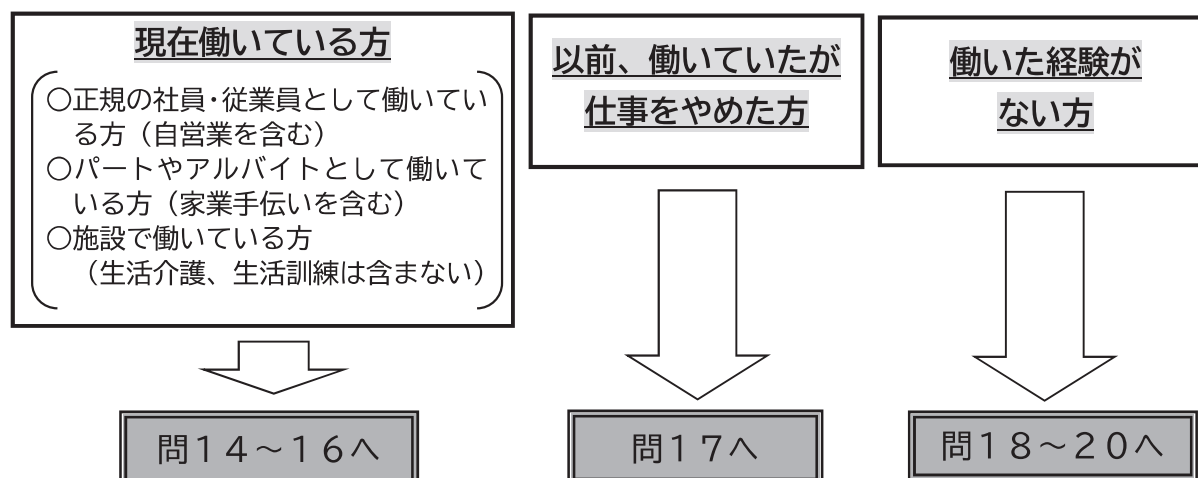 現在働いている方
○正規の社員・従業員として働いてい
る方（自営業を含む）
○パートやアルバイトとして働いて
いる方（家業手伝いを含む）
○施設で働いている方
（生活介護、生活訓練は含まない）
以前、働いていたが
仕事をやめた方
働いた経験が
ない方
問１４～１６へ
問１７へ
問１８～２０へ